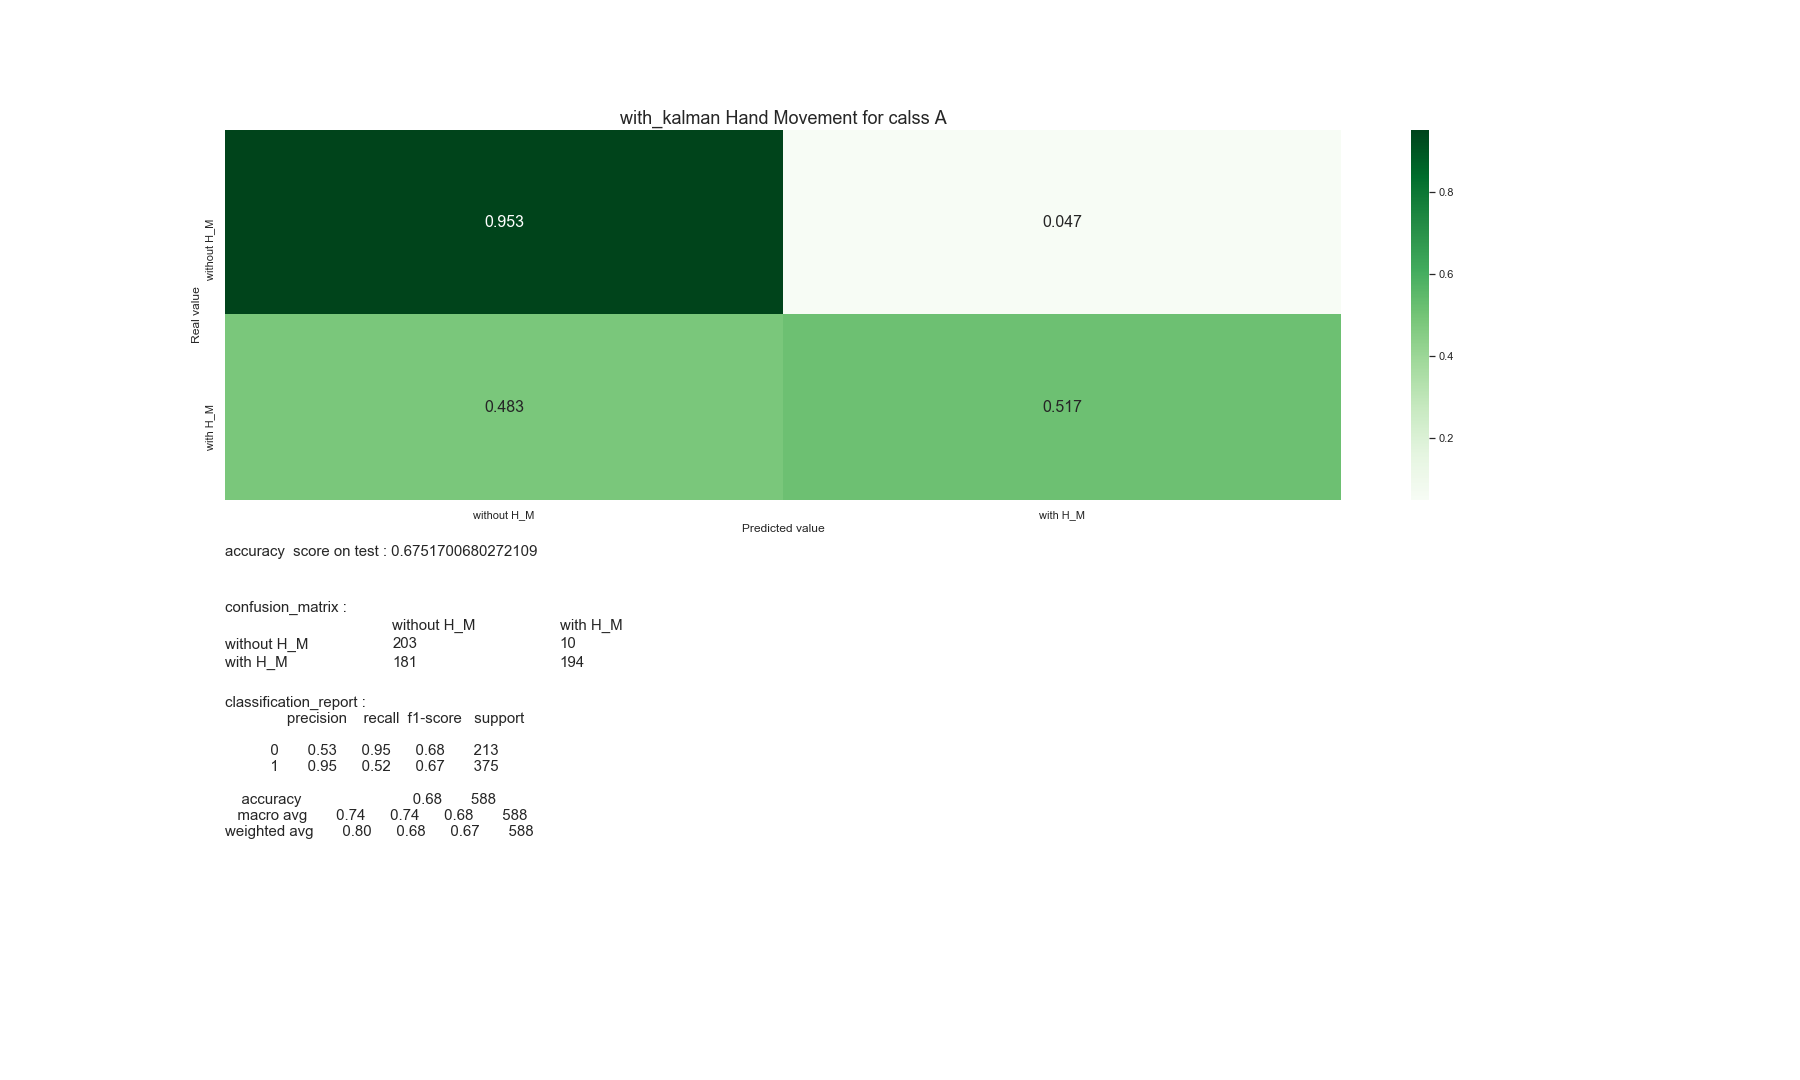 with_kalman Hand Movement for calss A
0.953 0.047
0.483 0.517
without H_M
with H_M
Real value
without H_M with H_M
Predicted value
0.8
0.6
0.4
0.2
accuracy  score on test : 0.6751700680272109
confusion_matrix :
without H_M with H_M
without H_M 203 10
with H_M 181 194
classification_report :
precision recall f1-score support
0 0.53 0.95 0.68 213
1 0.95 0.52 0.67 375
accuracy 0.68 588
macro avg 0.74 0.74 0.68 588
weighted avg 0.80 0.68 0.67 588